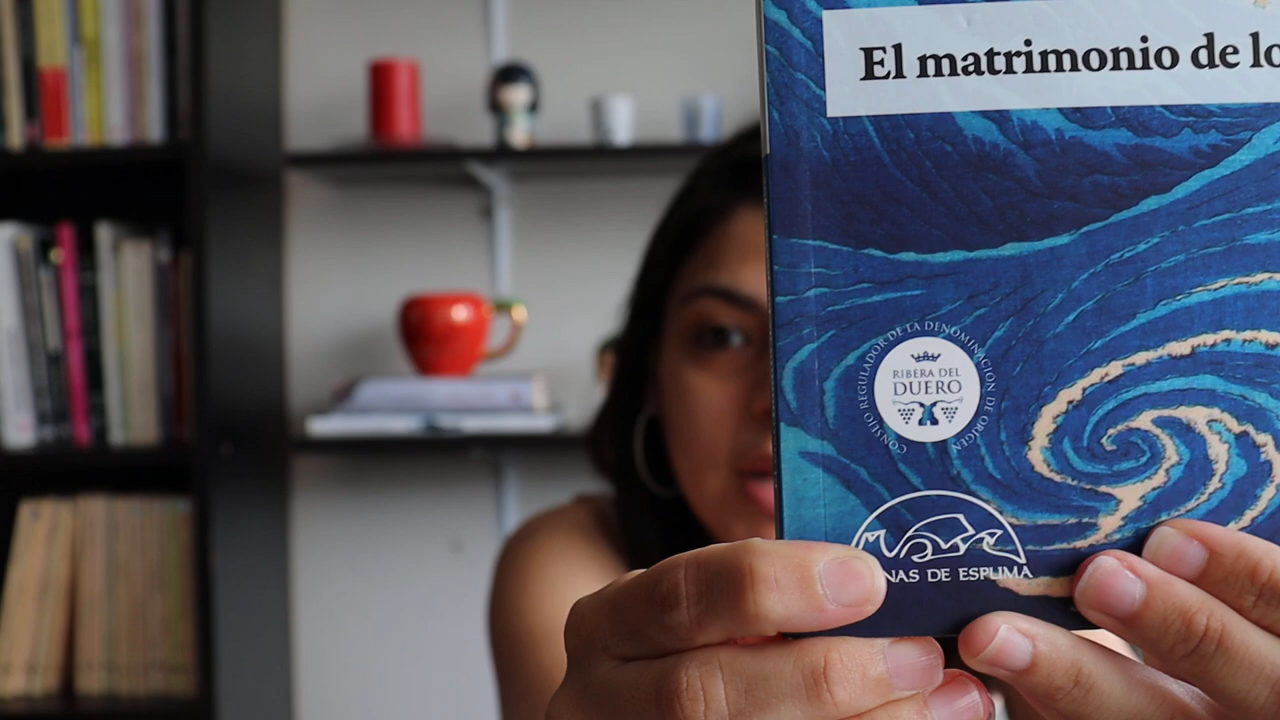 El matrimonio de lo
CONSEJO REGULADOR DE LA DENOMINACIÓN DE ORIGEN
RIBERA DEL
DUERO
NAS DE ESPUMA